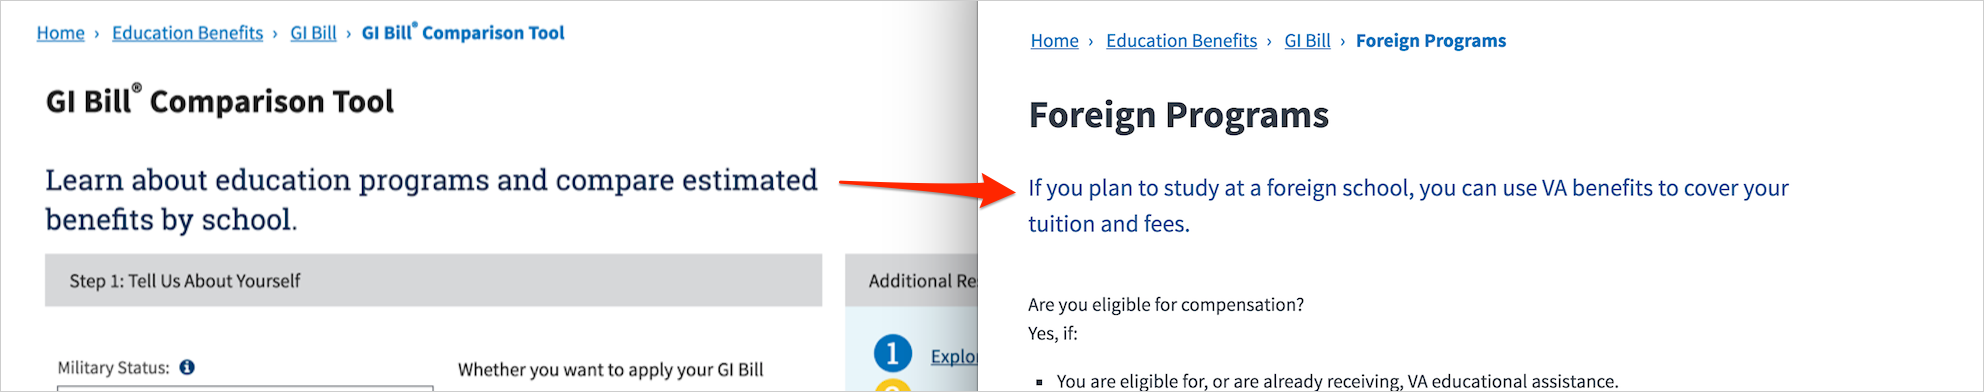 Home › Education Benefits › GI Bill › GI Bill® Comparison Tool
GI Bill® Comparison Tool
Learn about education programs and compare estimated
benefits by school.
Step 1: Tell Us About Yourself
Additional Re
1 Explo
Military Status:
Whether you want to apply your GI Bill
Home › Education Benefits › GI Bill › Foreign Programs
Foreign Programs
If you plan to study at a foreign school, you can use VA benefits to cover your
tuition and fees.
Are you eligible for compensation?
Yes, if:
▪ You are eligible for, or are already receiving, VA educational assistance.